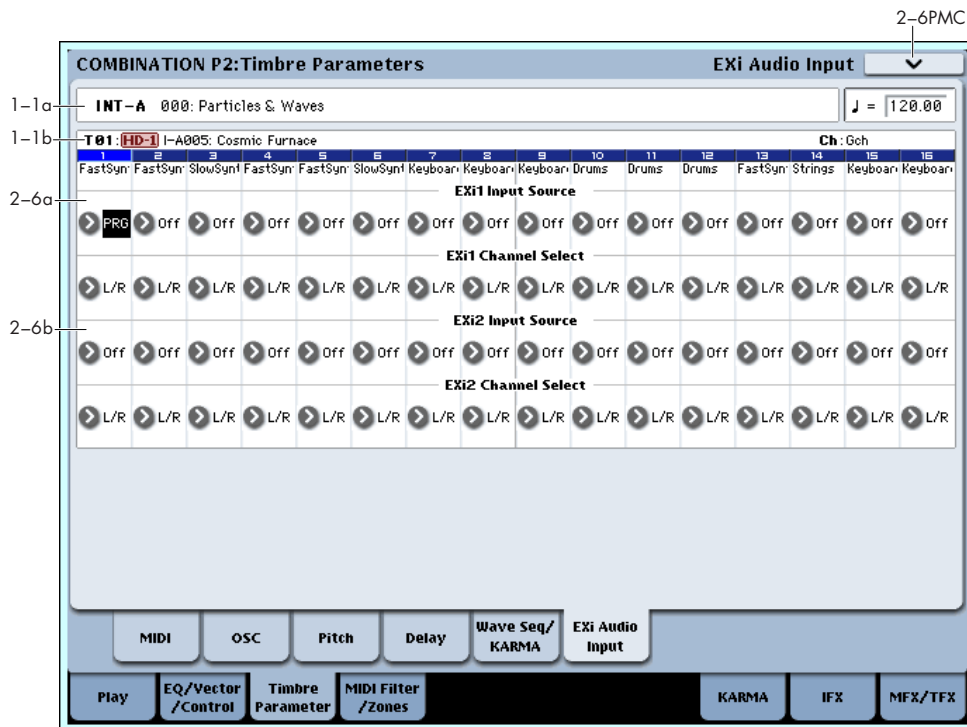 2–6PMC
COMBINATION P2:Timbre Parameters EXi Audio Input
1–1a INT-A 000: Particles & Waves ♩ = 120.00
1–1b T01:HD-1 I-A005: Cosmic Furnace Ch:Gch
1 2 3 4 5 6 7 8 9 10 11 12 13 14 15 16
FastSyn FastSyn SlowSynt FastSyn FastSyn SlowSynt Keyboar Keyboar Keyboar Drums Drums Drums FastSyn Strings Keyboar Keyboar
2–6a EXi1 Input Source
PRG Off Off Off Off Off Off Off Off Off Off Off Off Off Off Off
EXi1 Channel Select
L/R L/R L/R L/R L/R L/R L/R L/R L/R L/R L/R L/R L/R L/R L/R L/R
2–6b EXi2 Input Source
Off Off Off Off Off Off Off Off Off Off Off Off Off Off Off Off
EXi2 Channel Select
L/R L/R L/R L/R L/R L/R L/R L/R L/R L/R L/R L/R L/R L/R L/R L/R
MIDI OSC Pitch Delay Wave Seq/ EXi Audio
KARMA Input
Play EQ/Vector Timbre MIDI Filter KARMA IFX MFX/TFX
/Control Parameter /Zones